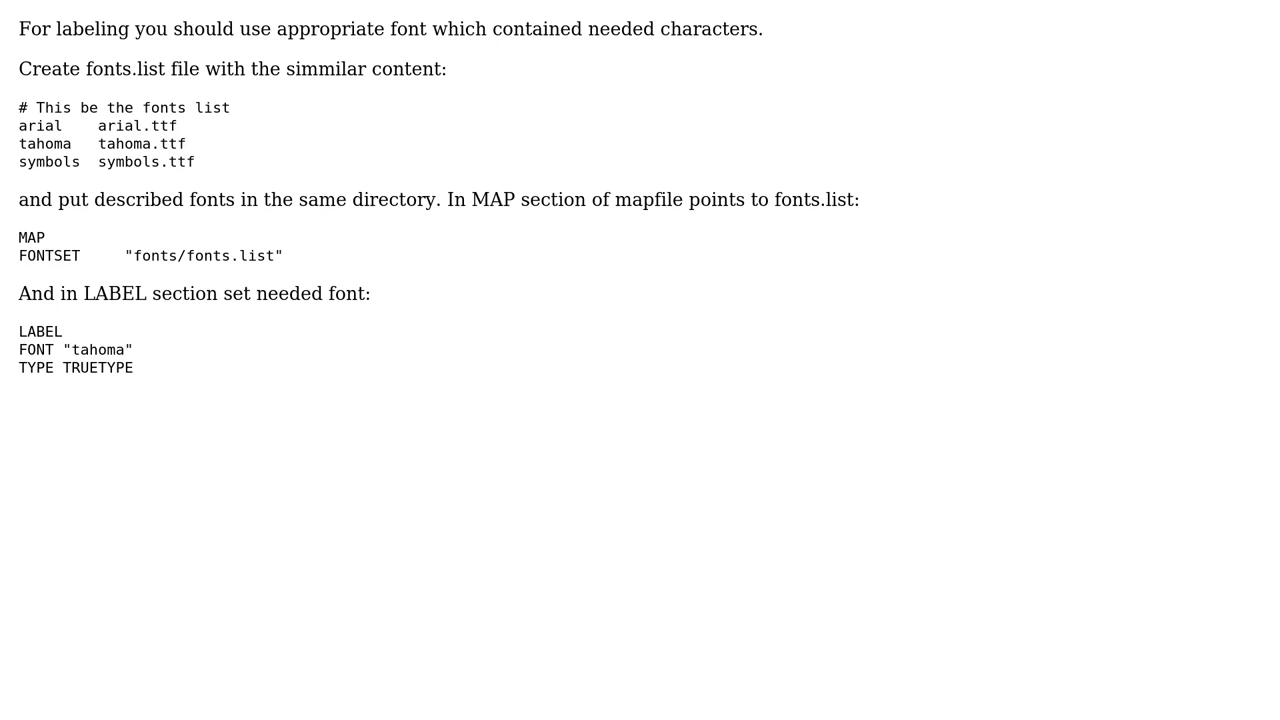 For labeling you should use appropriate font which contained needed characters.
Create fonts.list file with the simmilar content:
# This be the fonts list
arial    arial.ttf
tahoma   tahoma.ttf
symbols  symbols.ttf
and put described fonts in the same directory. In MAP section of mapfile points to fonts.list:
MAP
FONTSET     "fonts/fonts.list"
And in LABEL section set needed font:
LABEL
FONT "tahoma"
TYPE TRUETYPE